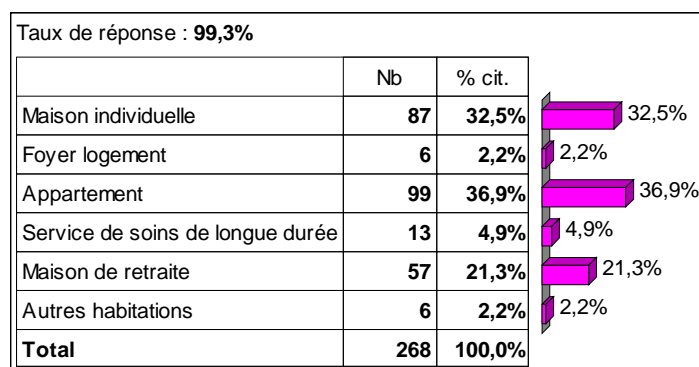 Taux de réponse : 99,3%
Nb % cit.
Maison individuelle 87 32,5% 32,5%
Foyer logement 6 2,2% 2,2%
Appartement 99 36,9% 36,9%
Service de soins de longue durée 13 4,9% 4,9%
Maison de retraite 57 21,3% 21,3%
Autres habitations 6 2,2% 2,2%
Total 268 100,0%